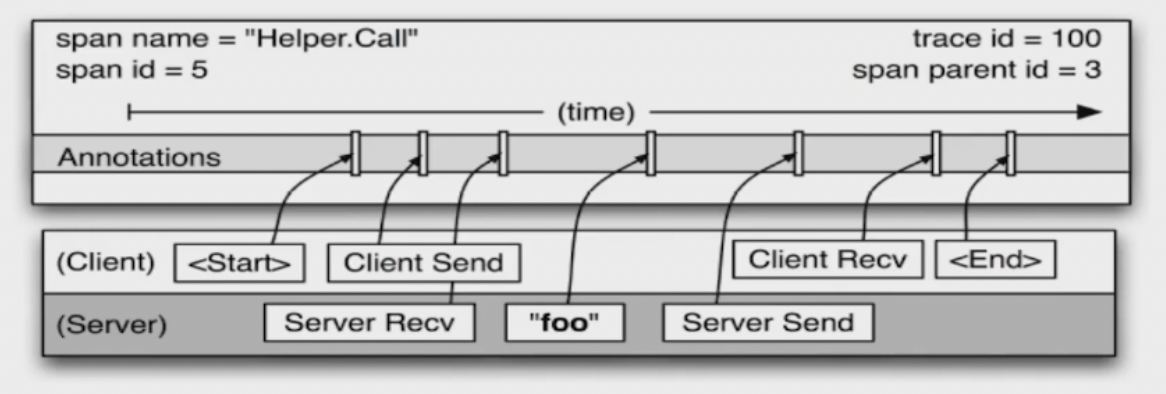 span name = "Helper.Call"
trace id = 100
span id = 5
span parent id = 3
(time)
Annotations
(Client)
<Start>
Client Send
Client Recv
<End>
(Server)
Server Recv
"foo"
Server Send